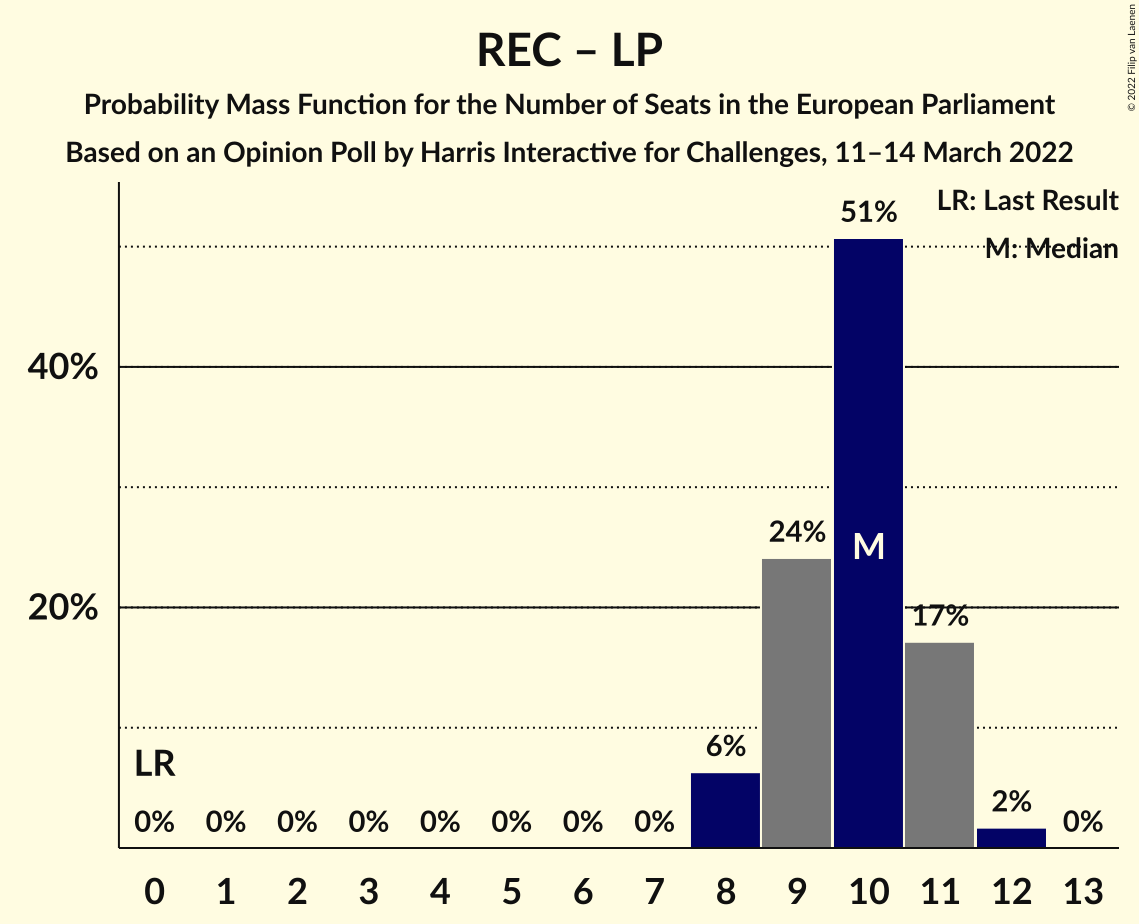 REC – LP
Probability Mass Function for the Number of Seats in the European Parliament
Based on an Opinion Poll by Harris Interactive for Challenges, 11–14 March 2022
© 2022 Filip van Laenen
LR: Last Result
M: Median
40%
20%
LR
M
0% 0% 0% 0% 0% 0% 0% 0% 6% 24% 51% 17% 2% 0%
0 1 2 3 4 5 6 7 8 9 10 11 12 13